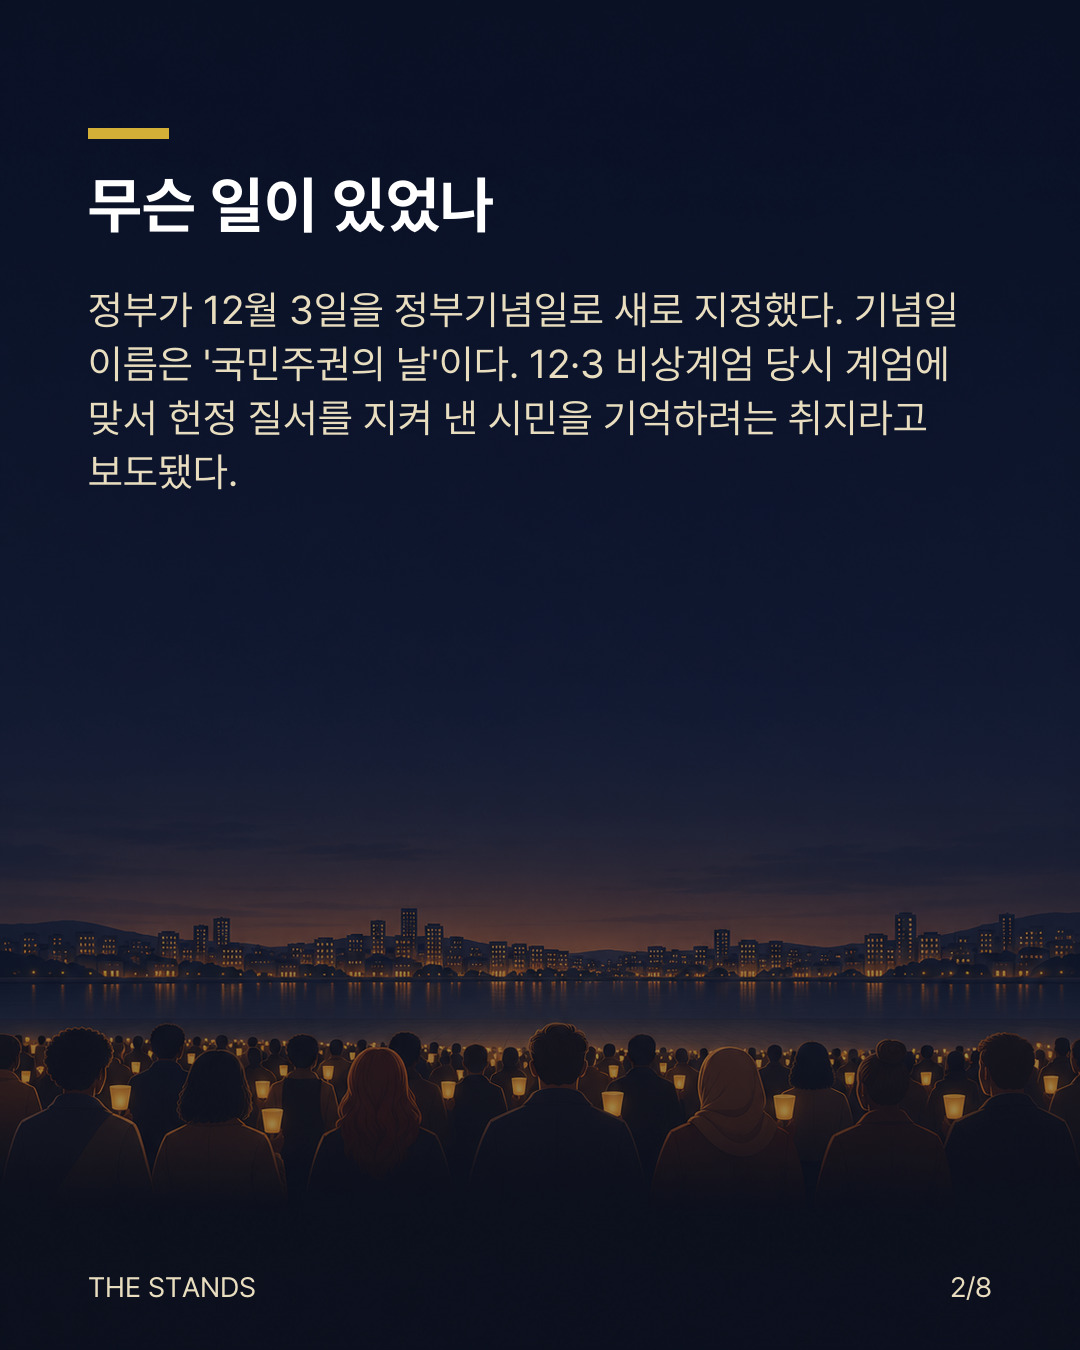 무슨 일이 있었나
정부가 12월 3일을 정부기념일로 새로 지정했다. 기념일
이름은 '국민주권의 날'이다. 12·3 비상계엄 당시 계엄에
맞서 헌정 질서를 지켜 낸 시민을 기억하려는 취지라고
보도됐다.
THE STANDS
2/8